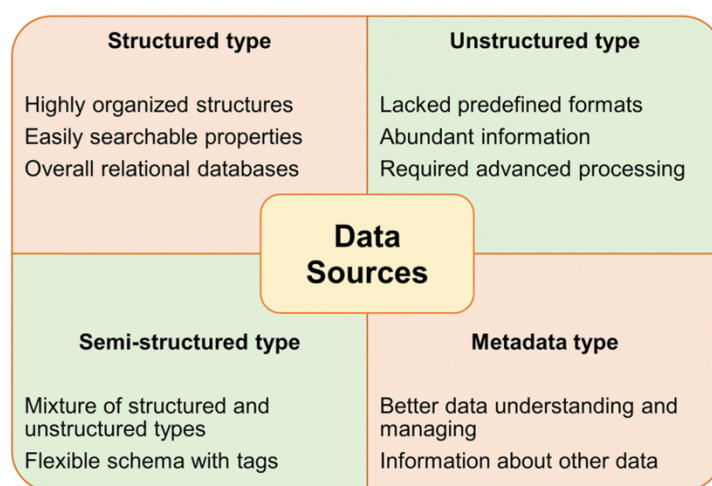 Structured type
Highly organized structures
Easily searchable properties
Overall relational databases
Unstructured type
Lacked predefined formats
Abundant information
Required advanced processing
Data
Sources
Semi-structured type
Mixture of structured and
unstructured types
Flexible schema with tags
Metadata type
Better data understanding and
managing
Information about other data